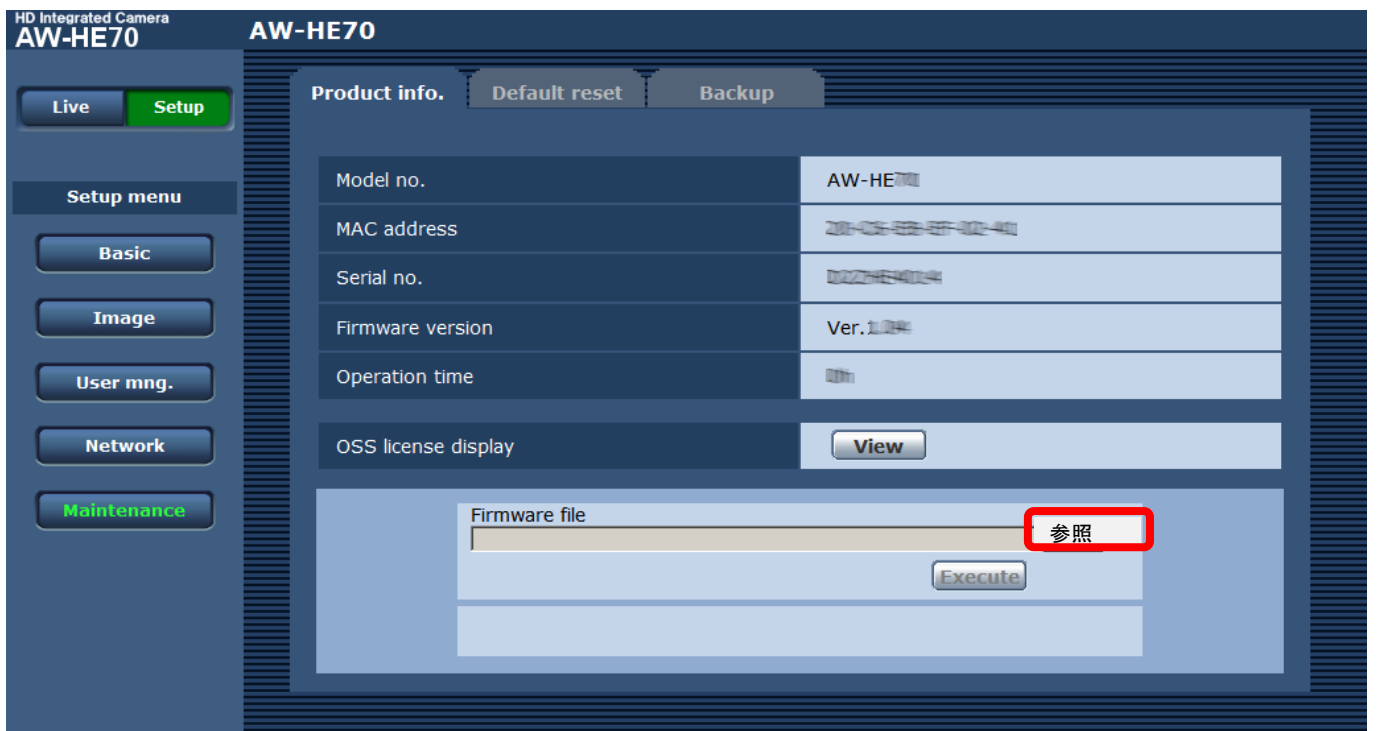 HD Integrated Camera
AW-HE70
AW-HE70
Live
Setup
Product info.
Default reset
Backup
Setup menu
Basic
Image
User mng.
Network
Maintenance
Model no.
AW-HE
MAC address
Serial no.
Firmware version
Ver.
Operation time
OSS license display
View
Firmware file
参照
Execute